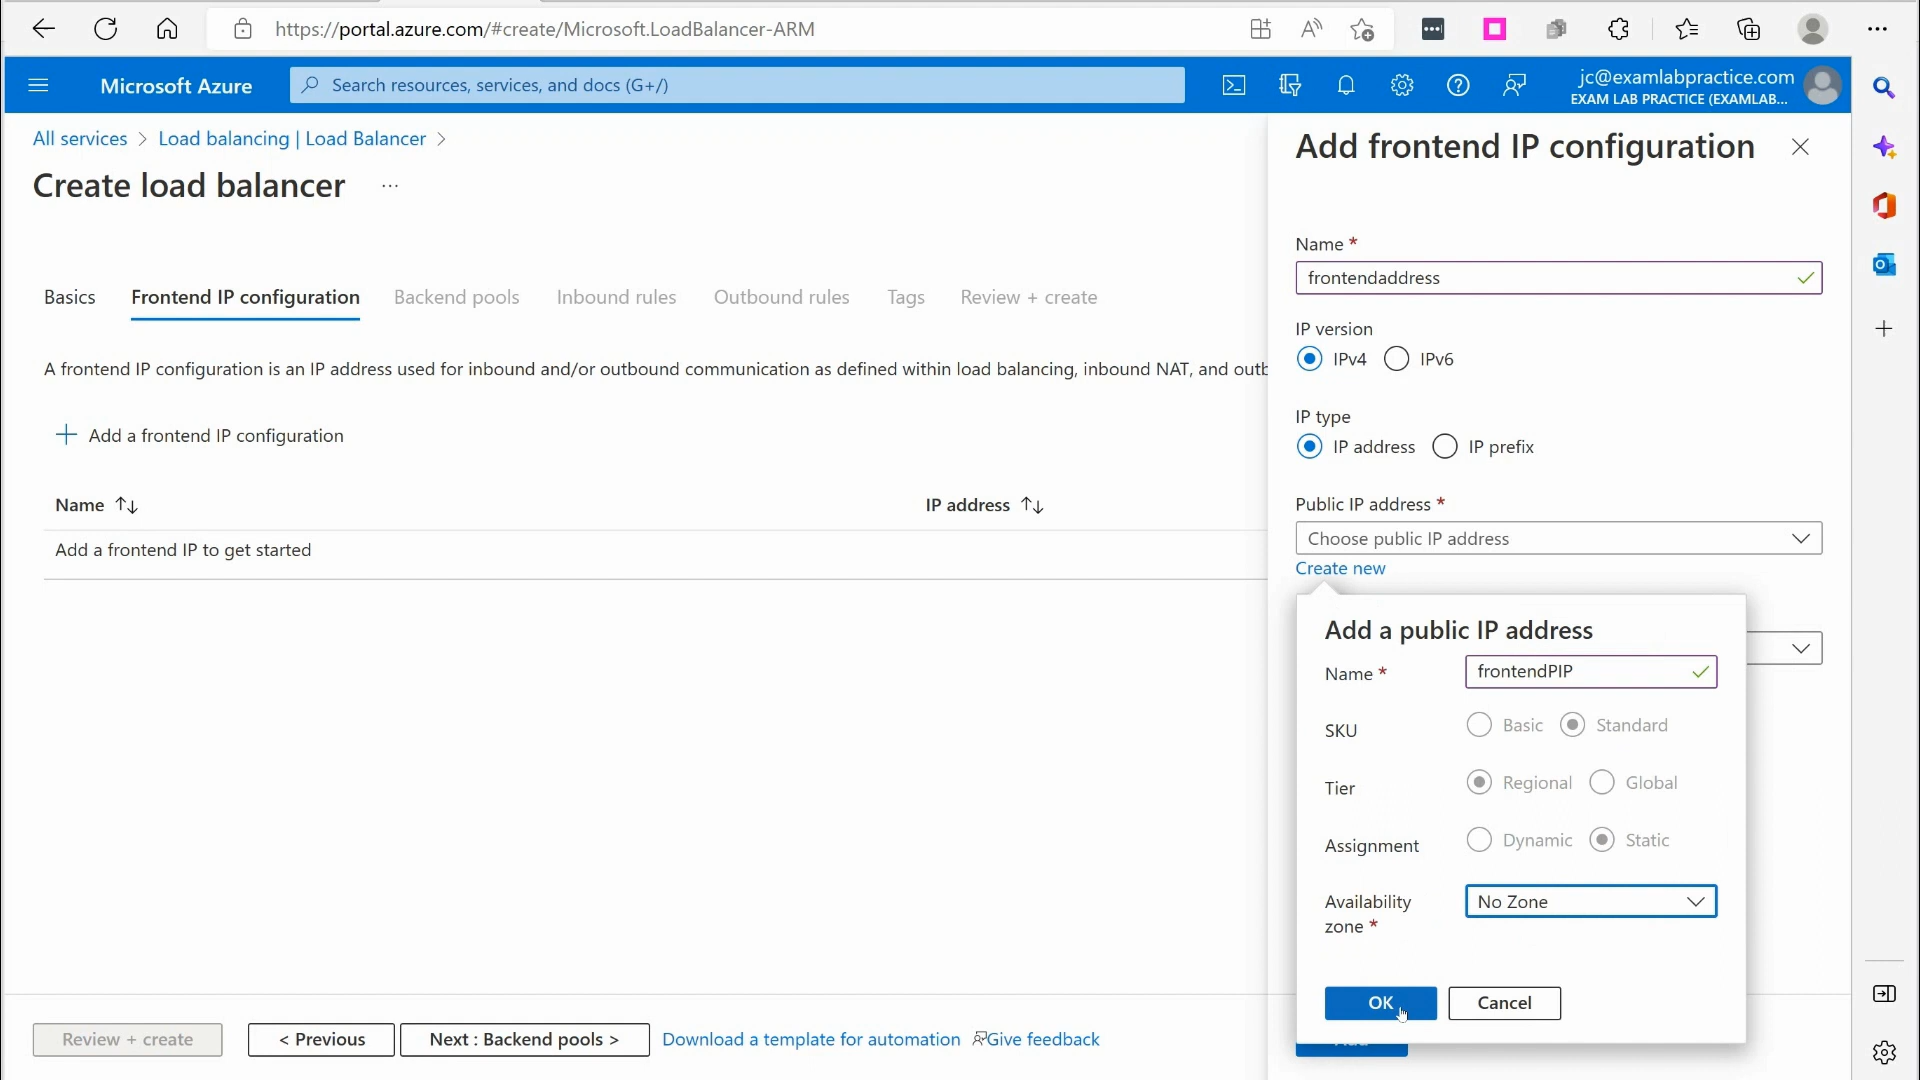 https://portal.azure.com/#create/Microsoft.LoadBalancer-ARM
Microsoft Azure
Search resources, services, and docs (G+/)
jc@examlabpractice.com
EXAM LAB PRACTICE (EXAMLAB...
All services > Load balancing | Load Balancer >
Create load balancer ...
Basics
Frontend IP configuration
Backend pools
Inbound rules
Outbound rules
Tags
Review + create
A frontend IP configuration is an IP address used for inbound and/or outbound communication as defined within load balancing, inbound NAT, and outb
+ Add a frontend IP configuration
Name ↑↓
IP address ↑↓
Add a frontend IP to get started
Review + create
< Previous
Next : Backend pools >
Download a template for automation
Give feedback
Add frontend IP configuration
Name *
frontendaddress
IP version
IPv4
IPv6
IP type
IP address
IP prefix
Public IP address *
Choose public IP address
Create new
Add a public IP address
Name *
frontendPIP
SKU
Basic
Standard
Tier
Regional
Global
Assignment
Dynamic
Static
Availability
zone *
No Zone
OK
Cancel